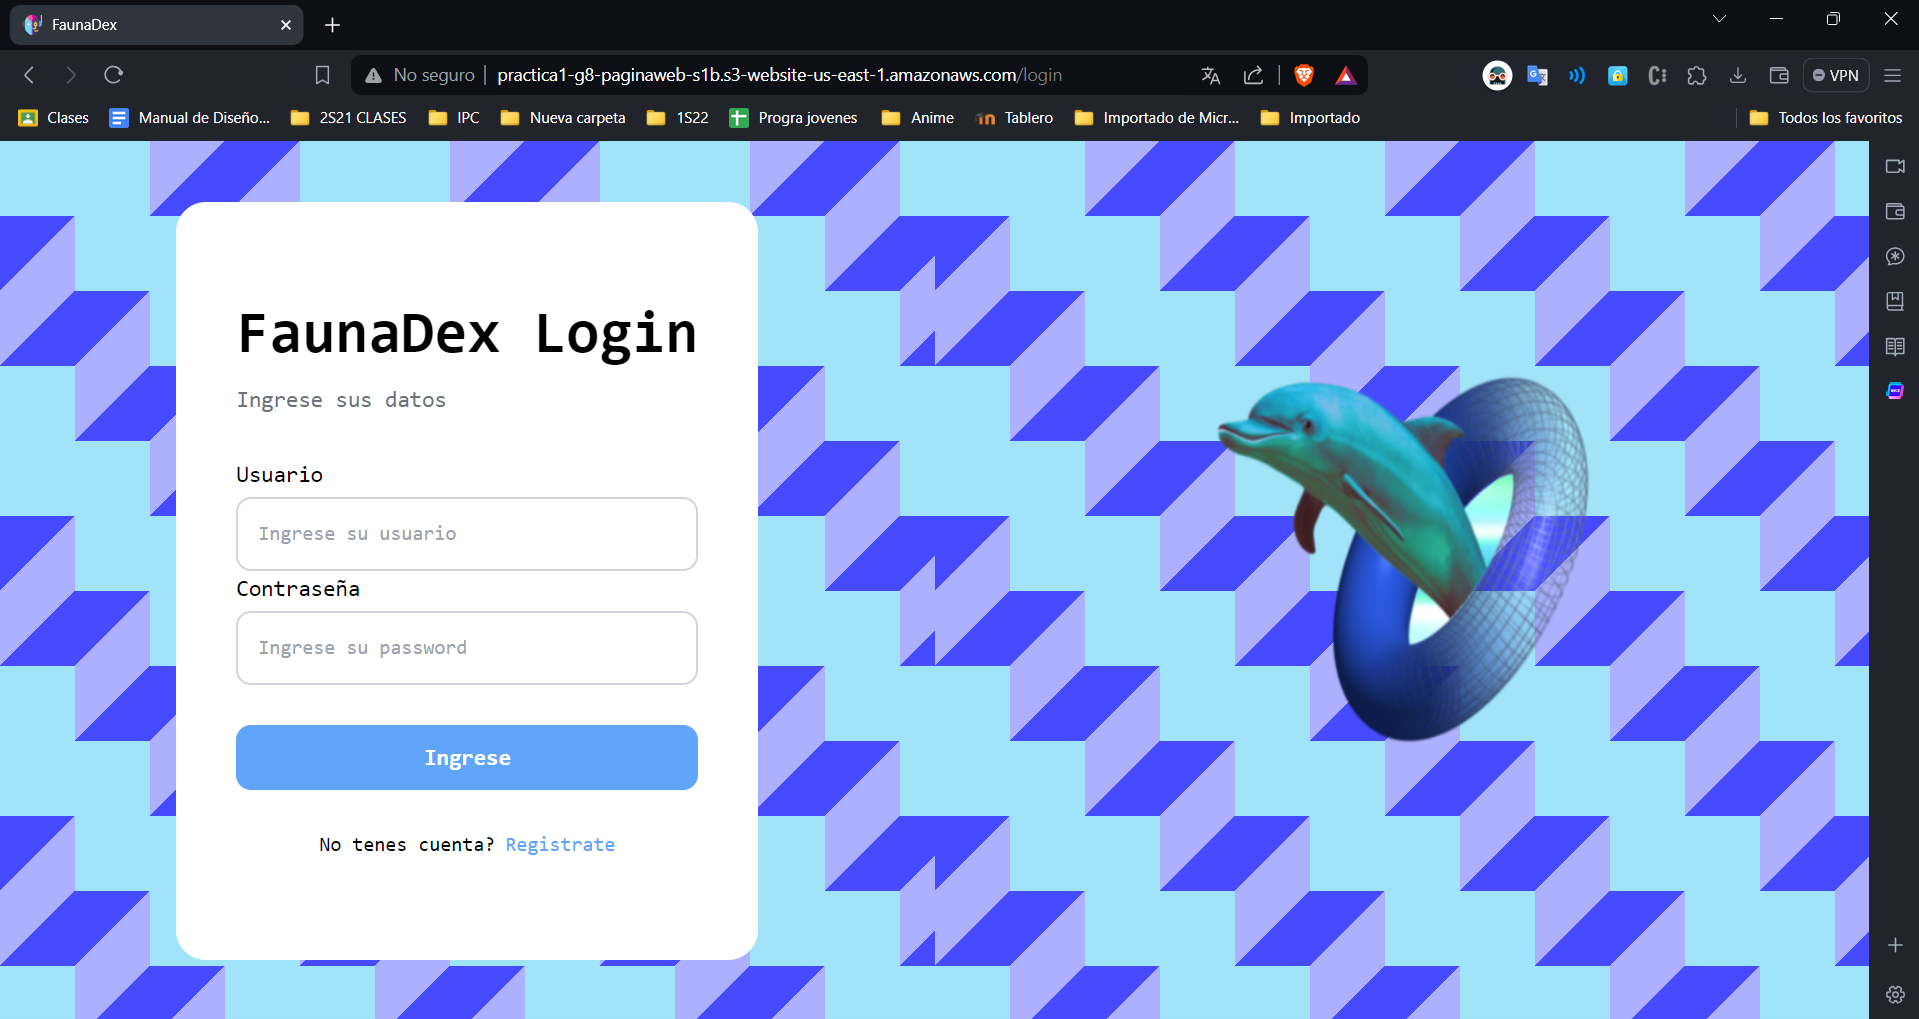 FaunaDex
No seguro
practica1-g8-paginaweb-s1b.s3-website-us-east-1.amazonaws.com/login
VPN
Clases
Manual de Diseño...
2S21 CLASES
IPC
Nueva carpeta
1S22
Progra jovenes
Anime
Tablero
Importado de Micr...
Importado
Todos los favoritos
FaunaDex Login
Ingrese sus datos
Usuario
Ingrese su usuario
Contraseña
Ingrese su password
Ingrese
No tenes cuenta? Registrate